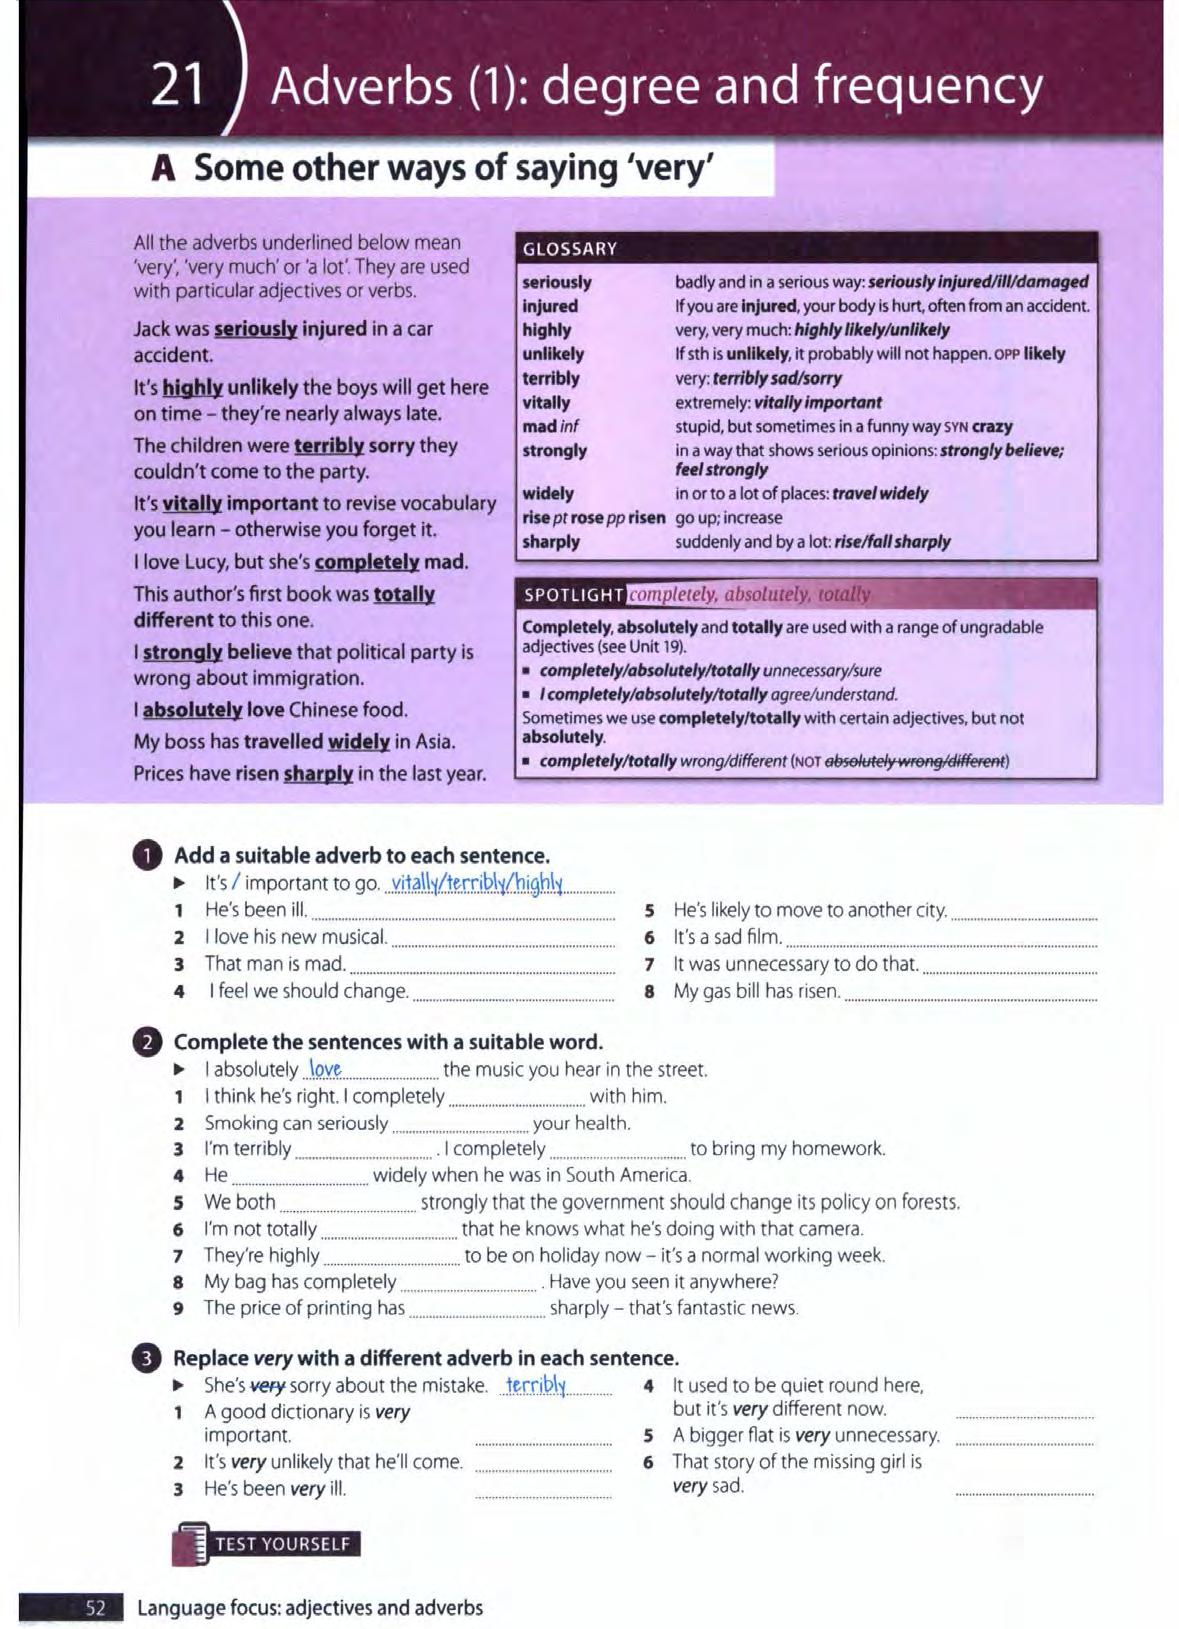 21 Adverbs (1): degree and frequency
A Some other ways of saying 'very'
All the adverbs underlined below mean
'very', 'very much' or 'a lot'. They are used
with particular adjectives or verbs.
Jack was seriously injured in a car
accident.
It's highly unlikely the boys will get here
on time – they're nearly always late.
The children were terribly sorry they
couldn't come to the party.
It's vitally important to revise vocabulary
you learn – otherwise you forget it.
I love Lucy, but she's completely mad.
This author's first book was totally
different to this one.
I strongly believe that political party is
wrong about immigration.
I absolutely love Chinese food.
My boss has travelled widely in Asia.
Prices have risen sharply in the last year.
GLOSSARY
seriously badly and in a serious way: seriously injured/ill/damaged
injured If you are injured, your body is hurt, often from an accident.
highly very, very much: highly likely/unlikely
unlikely If sth is unlikely, it probably will not happen. OPP likely
terribly very: terribly sad/sorry
vitally extremely: vitally important
mad inf stupid, but sometimes in a funny way SYN crazy
strongly in a way that shows serious opinions: strongly believe;
feel strongly
widely in or to a lot of places: travel widely
rise pt rose pp risen go up; increase
sharply suddenly and by a lot: rise/fall sharply
SPOTLIGHT completely, absolutely, totally
Completely, absolutely and totally are used with a range of ungradable
adjectives (see Unit 19).
▪ completely/absolutely/totally unnecessary/sure
▪ I completely/absolutely/totally agree/understand.
Sometimes we use completely/totally with certain adjectives, but not
absolutely.
▪ completely/totally wrong/different (NOT absolutely wrong/different)
1 Add a suitable adverb to each sentence.
► It's / important to go. vitally/terribly/highly
1 He's been ill.
2 I love his new musical.
3 That man is mad.
4 I feel we should change.
5 He's likely to move to another city.
6 It's a sad film.
7 It was unnecessary to do that.
8 My gas bill has risen.
2 Complete the sentences with a suitable word.
► I absolutely love the music you hear in the street.
1 I think he's right. I completely with him.
2 Smoking can seriously your health.
3 I'm terribly . I completely to bring my homework.
4 He widely when he was in South America.
5 We both strongly that the government should change its policy on forests.
6 I'm not totally that he knows what he's doing with that camera.
7 They're highly to be on holiday now – it's a normal working week.
8 My bag has completely . Have you seen it anywhere?
9 The price of printing has sharply – that's fantastic news.
3 Replace very with a different adverb in each sentence.
► She's very sorry about the mistake. terribly
1 A good dictionary is very
important.
2 It's very unlikely that he'll come.
3 He's been very ill.
4 It used to be quiet round here,
but it's very different now.
5 A bigger flat is very unnecessary.
6 That story of the missing girl is
very sad.
TEST YOURSELF
52 Language focus: adjectives and adverbs